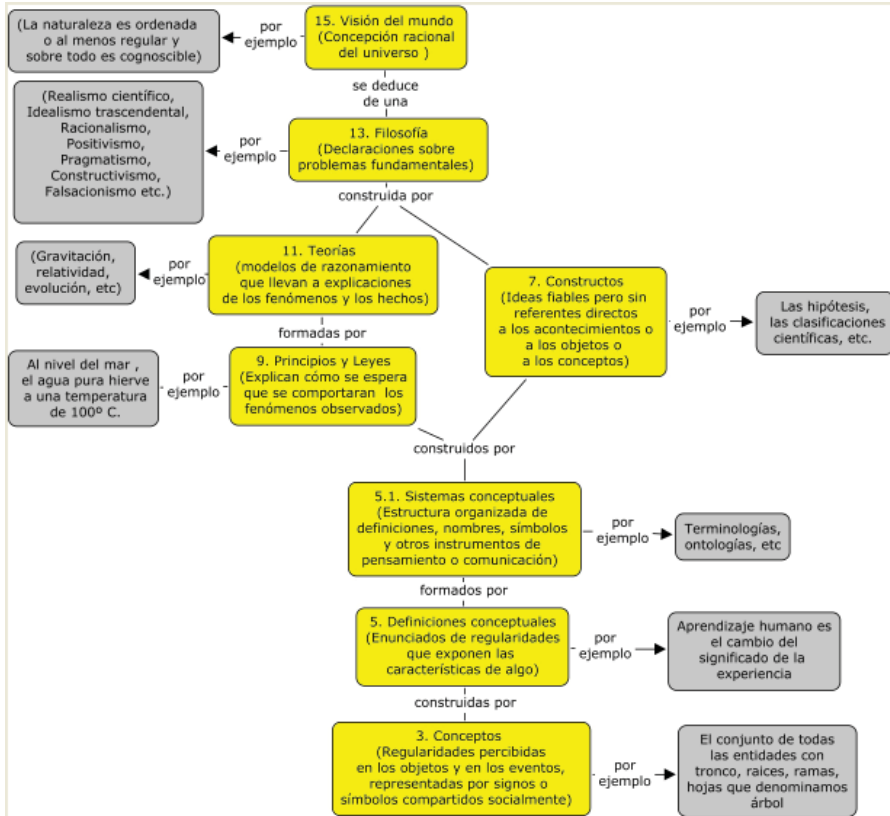 (La naturaleza es ordenada
o al menos regular y
sobre todo es cognoscible)
por
ejemplo
15. Visión del mundo
(Concepción racional
del universo )
se deduce
de una
(Realismo científico,
Idealismo trascendental,
Racionalismo,
Positivismo,
Pragmatismo,
Constructivismo,
Falsacionismo etc.)
por
ejemplo
13. Filosofía
(Declaraciones sobre
problemas fundamentales)
construida por
(Gravitación,
relatividad,
evolución, etc)
por
ejemplo
11. Teorías
(modelos de razonamiento
que llevan a explicaciones
de los fenómenos y los hechos)
7. Constructos
(Ideas fiables pero sin
referentes directos
a los acontecimientos o
a los objetos o
a los conceptos)
por
ejemplo
Las hipótesis,
las clasificaciones
científicas, etc.
formadas por
Al nivel del mar ,
el agua pura hierve
a una temperatura
de 100º C.
por
ejemplo
9. Principios y Leyes
(Explican cómo se espera
que se comportaran los
fenómenos observados)
construidos por
5.1. Sistemas conceptuales
(Estructura organizada de
definiciones, nombres, símbolos
y otros instrumentos de
pensamiento o comunicación)
por
ejemplo
Terminologías,
ontologías, etc
formados por
5. Definiciones conceptuales
(Enunciados de regularidades
que exponen las
características de algo)
por
ejemplo
Aprendizaje humano es
el cambio del
significado de la
experiencia
construidas por
3. Conceptos
(Regularidades percibidas
en los objetos y en los eventos,
representadas por signos o
símbolos compartidos socialmente)
por
ejemplo
El conjunto de todas
las entidades con
tronco, raices, ramas,
hojas que denominamos
árbol